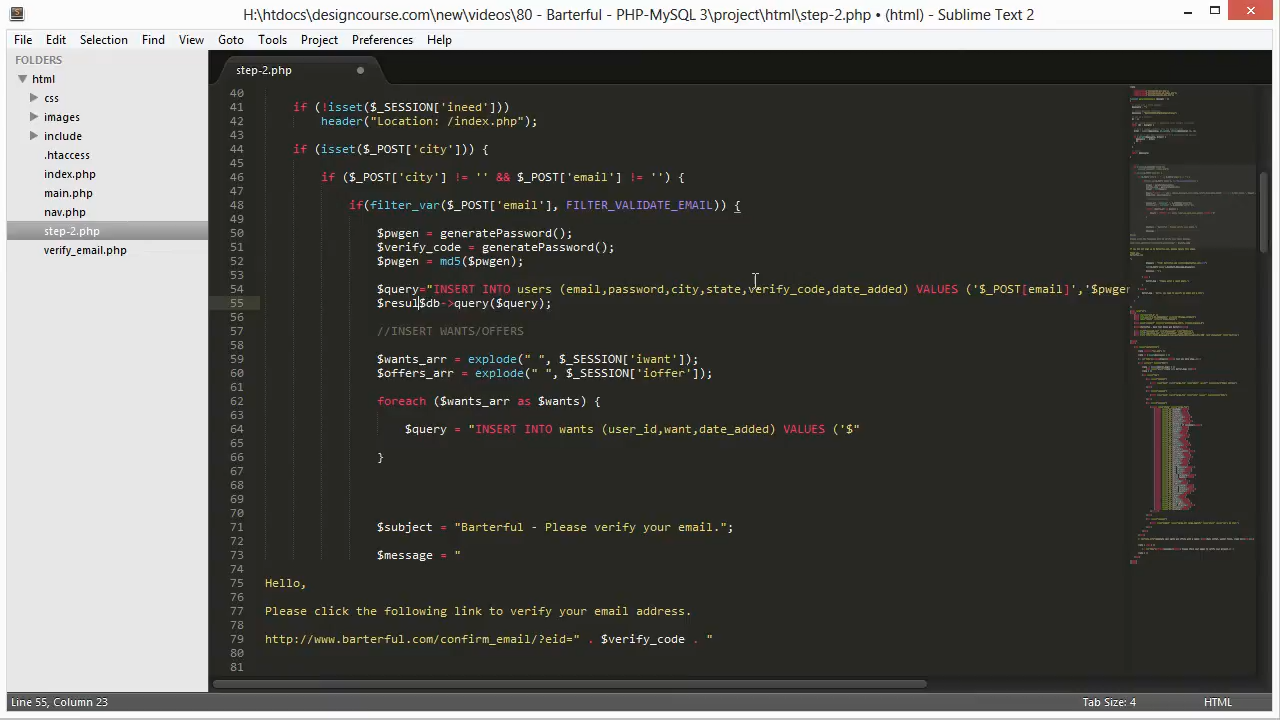 H:\htdocs\designcourse.com\new\videos\80 - Barterful - PHP-MySQL 3\project\html\step-2.php • (html) - Sublime Text 2
File Edit Selection Find View Goto Tools Project Preferences Help
FOLDERS
html
css
images
include
.htaccess
index.php
main.php
nav.php
step-2.php
verify_email.php
step-2.php
40
41 if (!isset($_SESSION['ineed']))
42 header("Location: /index.php");
43
44 if (isset($_POST['city'])) {
45
46 if ($_POST['city' '' && $_POST['email'] != '') {
47
48 if(filter_var($_POST['email'], FILTER_VALIDATE_EMAIL)) {
49
50 $pwgen = generatePassword();
51 $verify_code = generatePassword();
52 $pwgen = md5($pwgen);
53
54 $query="INSERT INTO users (email,password,city,state,verify_code,date_added) VALUES ('$_POST[email]','$pwgen
55 $resul db->query($query);
56
57 //INSERT WANTS/OFFERS
58
59 $wants_arr = explode(" ", $_SESSION['iwant']);
60 $offers_arr = explode(" ", $_SESSION['ioffer']);
61
62 foreach ($wants_arr as $wants) {
63
64 $query = "INSERT INTO wants (user_id,want,date_added) VALUES ('$"
65
66 }
67
68
69
70
71 $subject = "Barterful - Please verify your email.";
72
73 $message = "
74
75 Hello,
76
77 Please click the following link to verify your email address.
78
79 http://www.barterful.com/confirm_email/?eid=" . $verify_code . "
80
81
Line 55, Column 23 Tab Size: 4 HTML